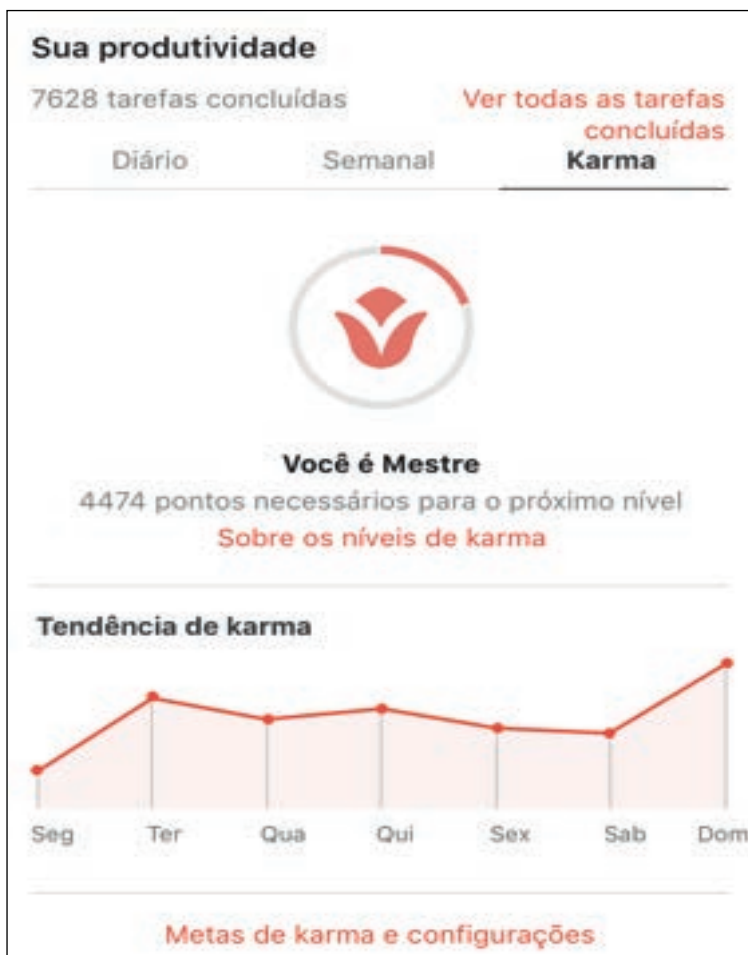 Sua produtividade
7628 tarefas concluídas
Ver todas as tarefas
concluídas
Diário Semanal Karma
Você é Mestre
4474 pontos necessários para o próximo nível
Sobre os níveis de karma
Tendência de karma
Seg Ter Qua Qui Sex Sab Dom
Metas de karma e configurações